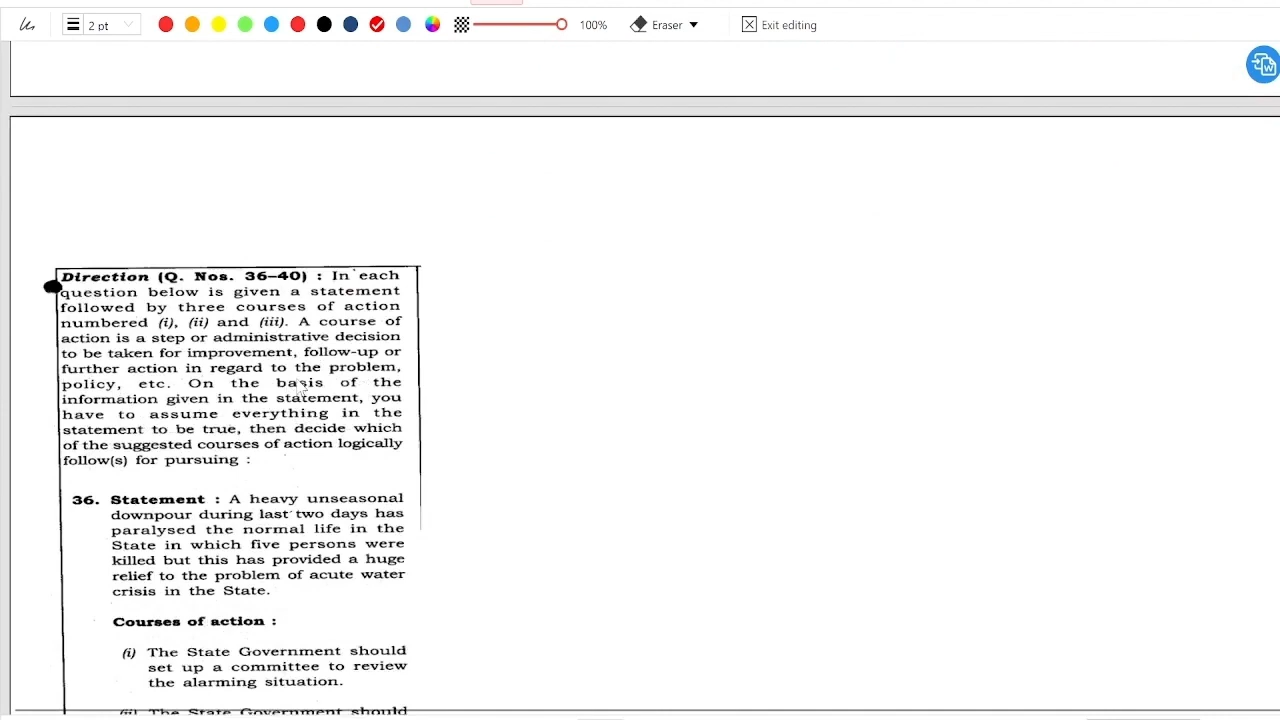 2 pt
100%
Eraser
Exit editing
Direction (Q. Nos. 36–40) : In each
question below is given a statement
followed by three courses of action
numbered (i), (ii) and (iii). A course of
action is a step or administrative decision
to be taken for improvement, follow-up or
further action in regard to the problem,
policy, etc. On the basis of the
information given in the statement, you
have to assume everything in the
statement to be true, then decide which
of the suggested courses of action logically
follow(s) for pursuing :
36. Statement : A heavy unseasonal
downpour during last two days has
paralysed the normal life in the
State in which five persons were
killed but this has provided a huge
relief to the problem of acute water
crisis in the State.
Courses of action :
(i) The State Government should
set up a committee to review
the alarming situation.
(ii) The State Government should